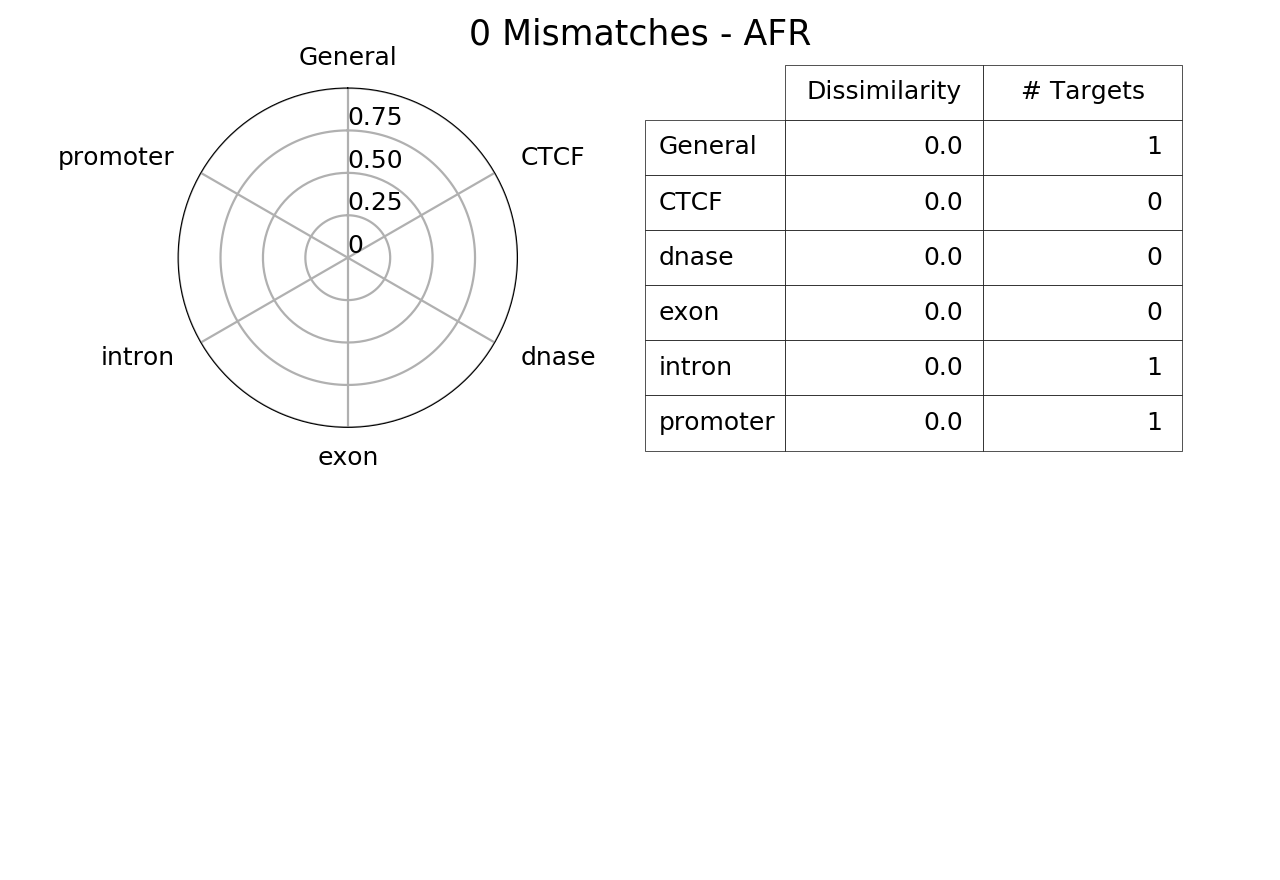 0 Mismatches - AFR
General
promoter
CTCF
0.75
0.50
0.25
0
intron
dnase
exon
Dissimilarity # Targets
General 0.0 1
CTCF 0.0 0
dnase 0.0 0
exon 0.0 0
intron 0.0 1
promoter 0.0 1